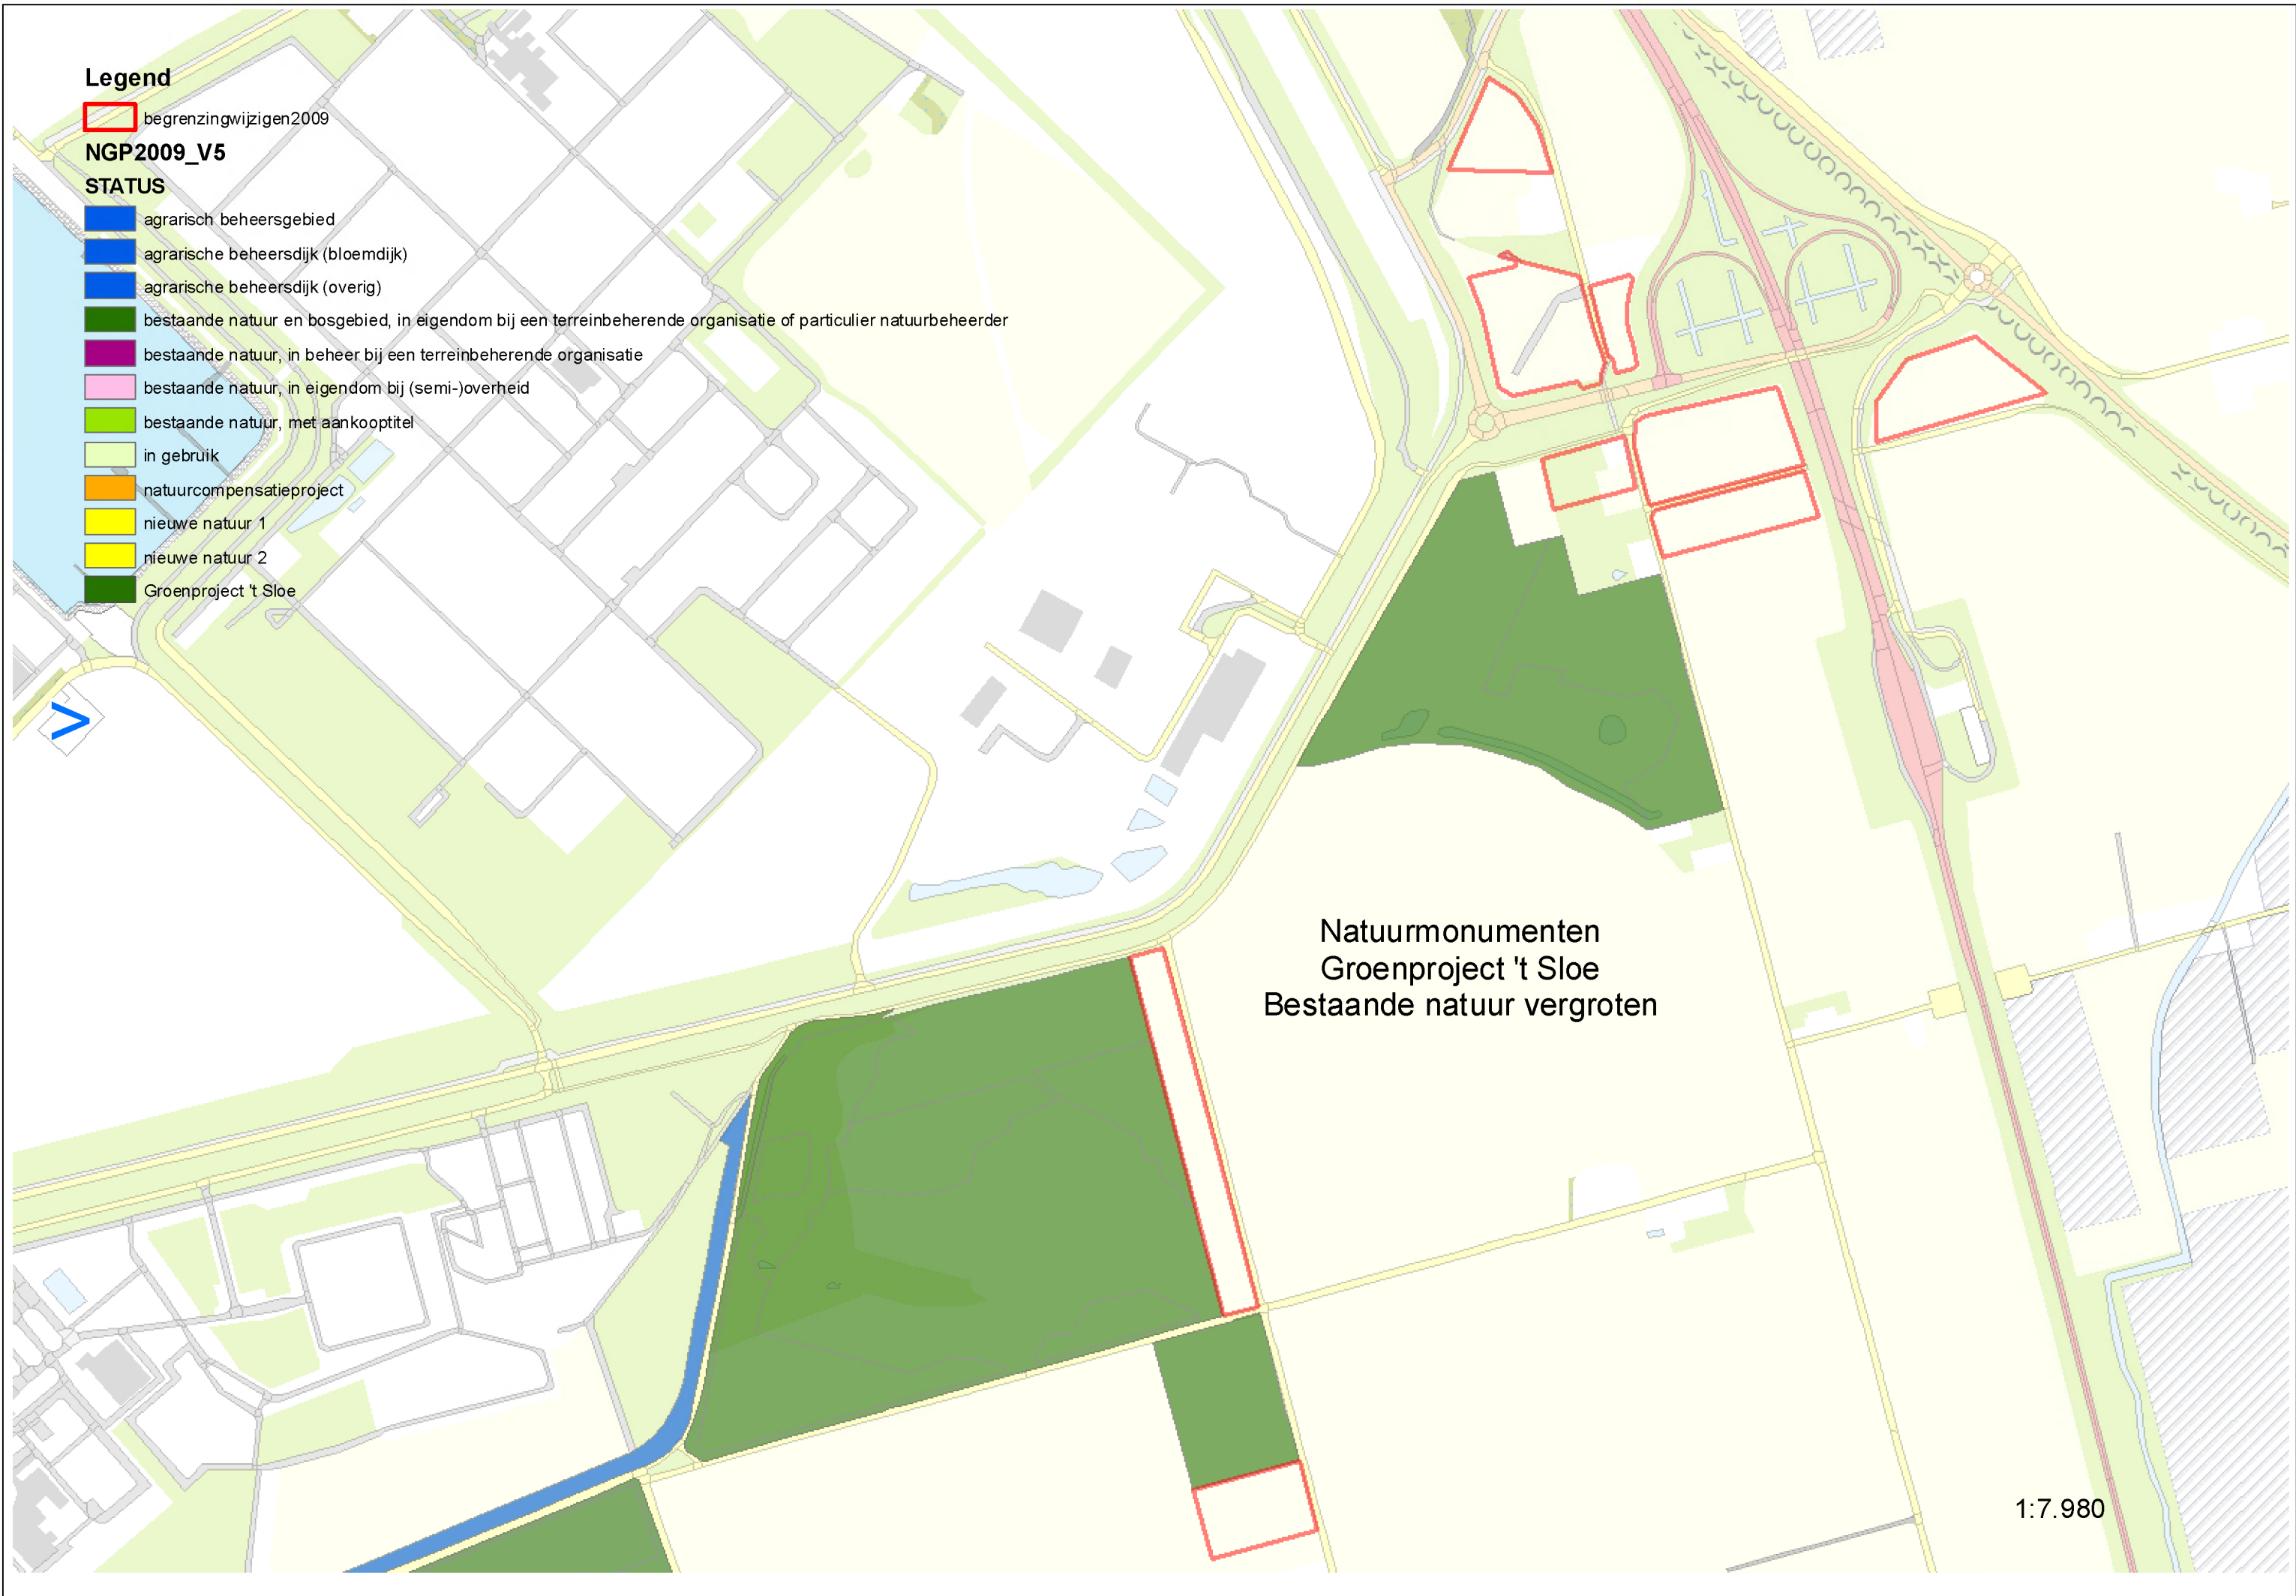 Legend
begrenzingwijzigen2009
NGP2009_V5
STATUS
agrarisch beheersgebied
agrarische beheersdijk (bloemdijk)
agrarische beheersdijk (overig)
bestaande natuur en bosgebied, in eigendom bij een terreinbeherende organisatie of particulier natuurbeheerder
bestaande natuur, in beheer bij een terreinbeherende organisatie
bestaande natuur, in eigendom bij (semi-)overheid
bestaande natuur, met aankooptitel
in gebruik
natuurcompensatieproject
nieuwe natuur 1
nieuwe natuur 2
Groenproject 't Sloe
Natuurmonumenten
Groenproject 't Sloe
Bestaande natuur vergroten
1:7.980